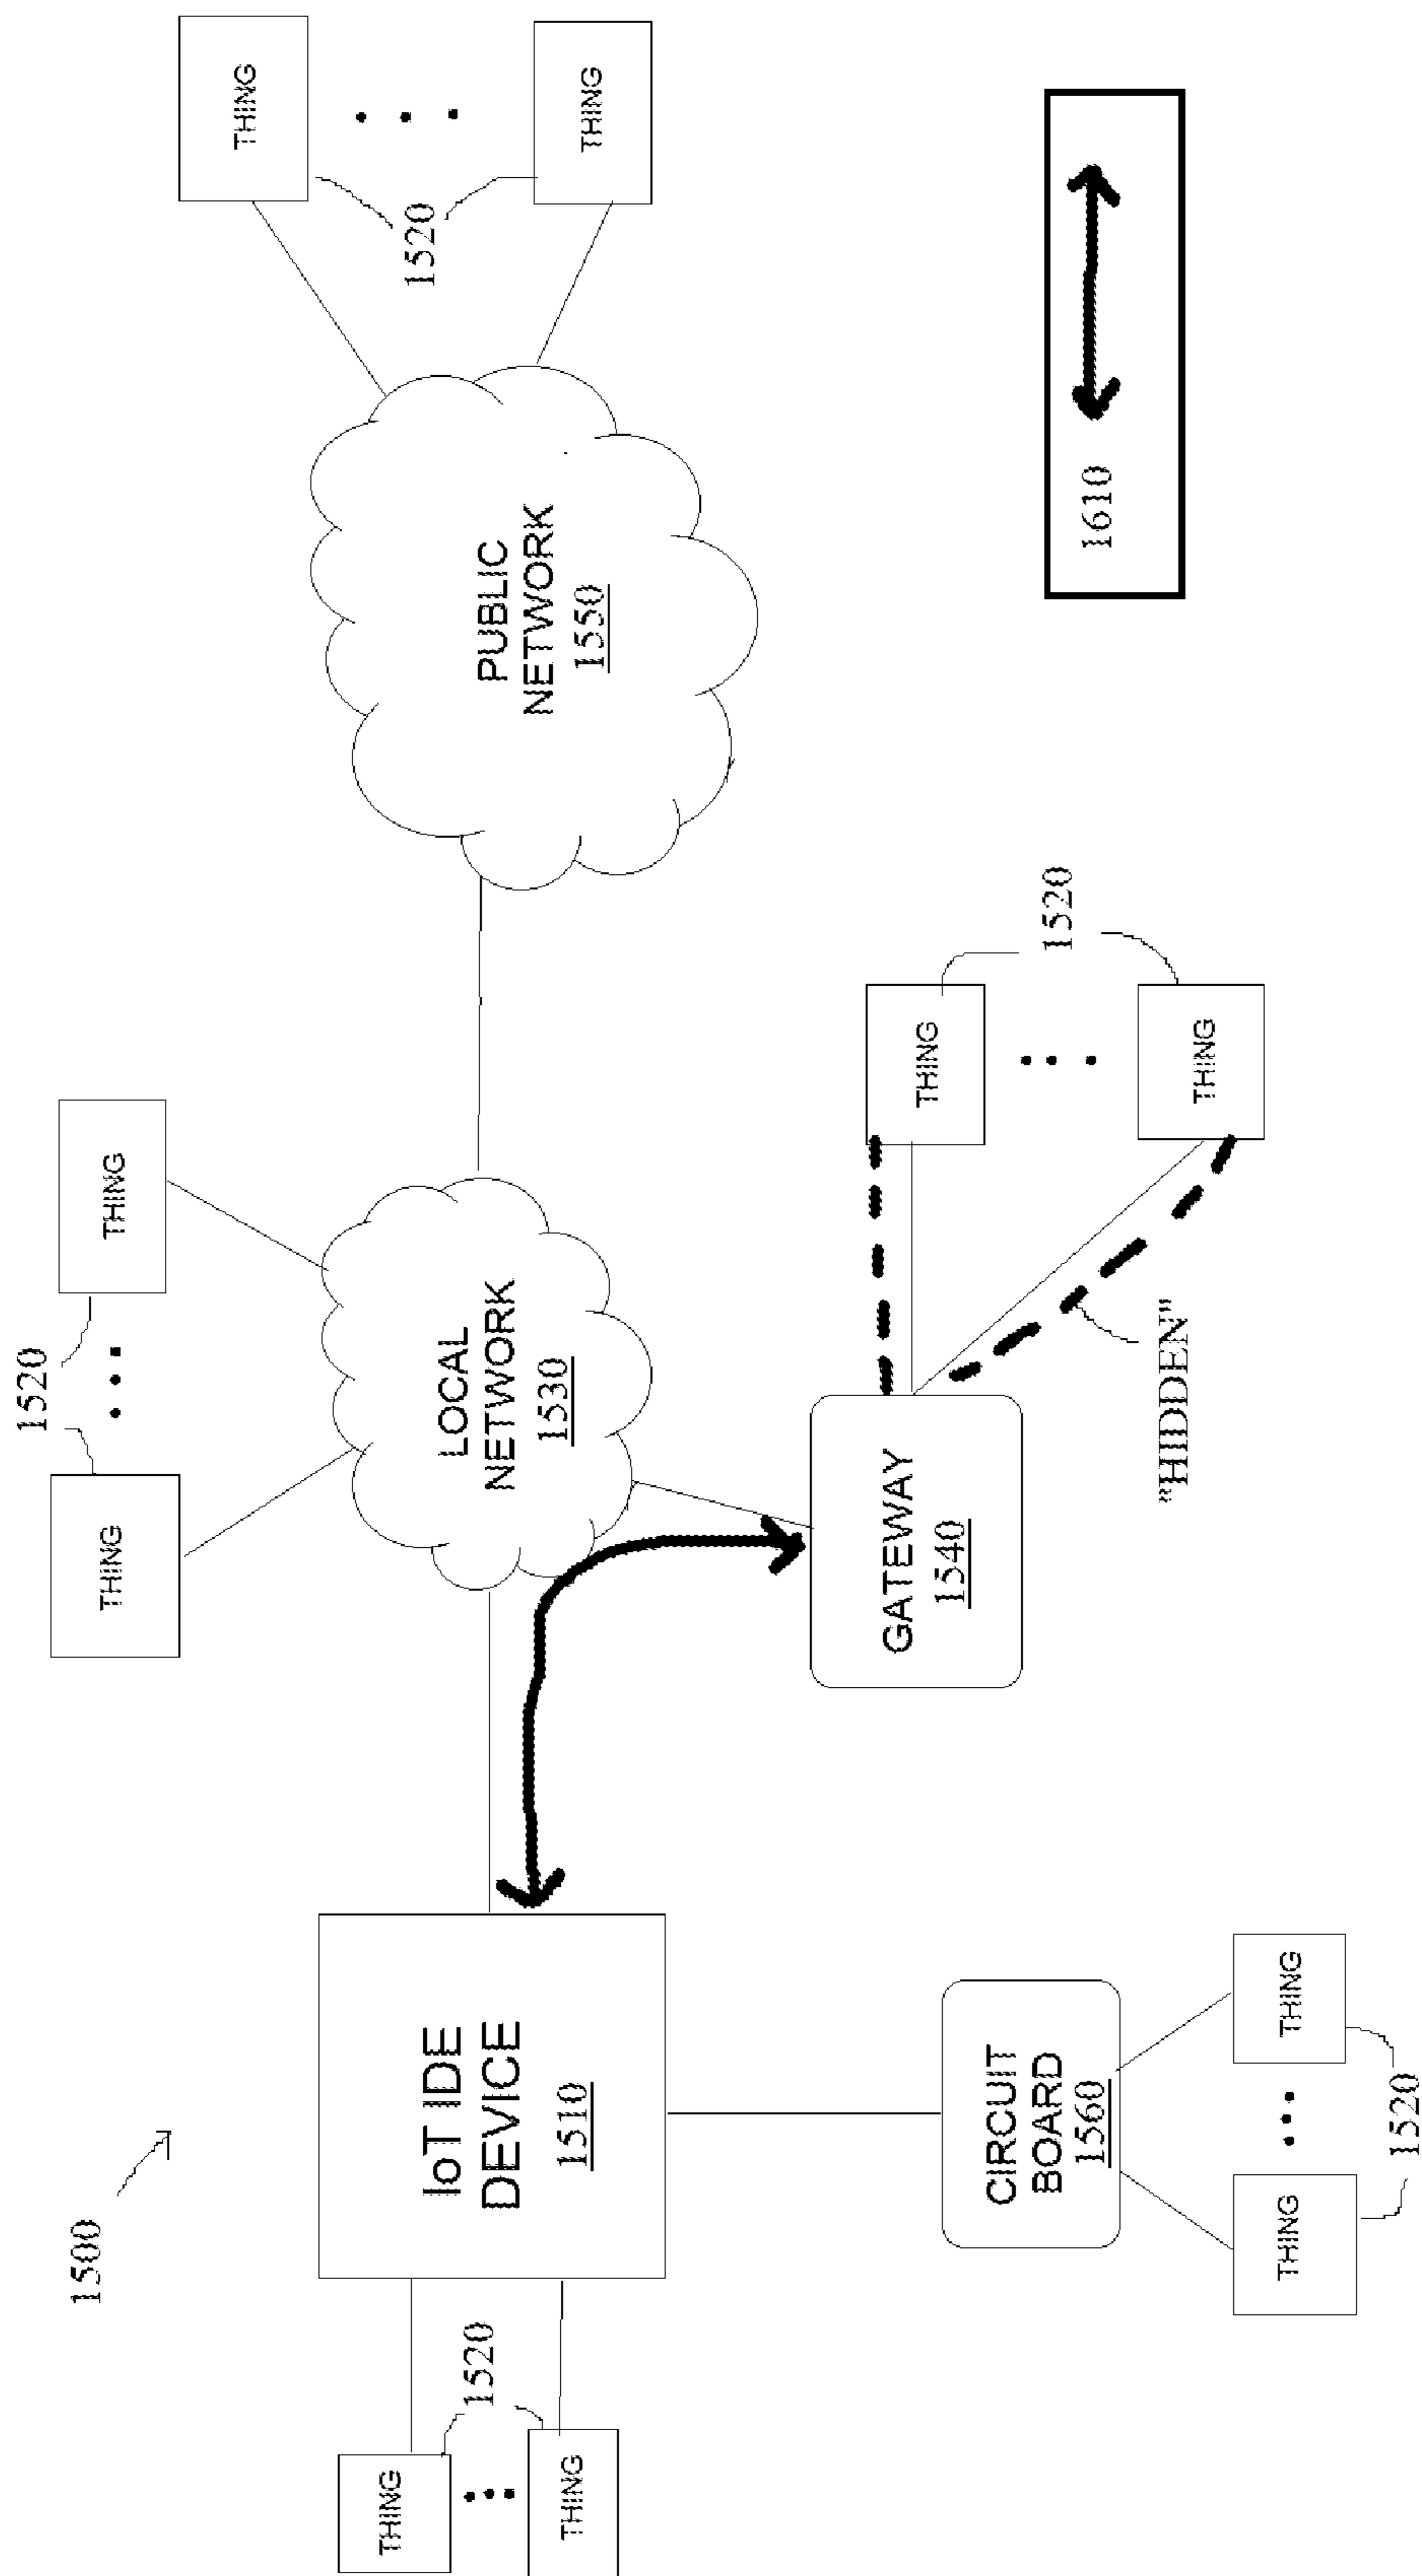 1500
THING
THING
1520
THING
THING
1520
IoT IDE
DEVICE
1510
LOCAL
NETWORK
1530
PUBLIC
NETWORK
1550
THING
THING
1520
THING
THING
1520
CIRCUIT
BOARD
1560
THING
THING
1520
GATEWAY
1540
"HIDDEN"
THING
THING
1520
1610